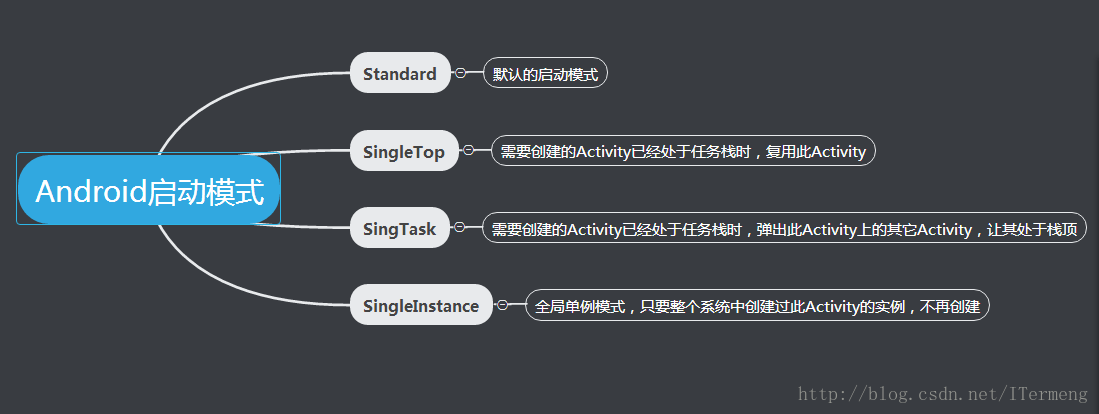 Standard
默认的启动模式
SingleTop
需要创建的Activity已经处于任务栈时，复用此Activity
Android启动模式
SingTask
需要创建的Activity已经处于任务栈时，弹出此Activity上的其它Activity，让其处于栈顶
SingleInstance
全局单例模式，只要整个系统中创建过此Activity的实例，不再创建
http://blog.csdn.net/ITermeng